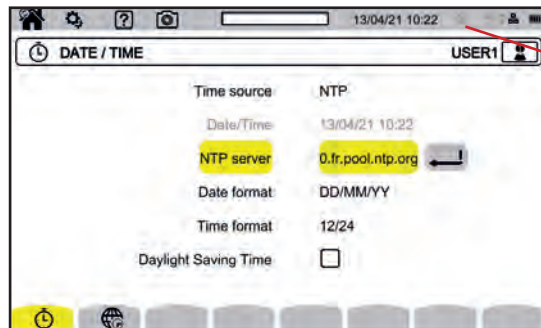 13/04/21 10:22
DATE / TIME USER1
Time source NTP
Date/Time 13/04/21 10:22
NTP server 0.fr.pool.ntp.org
Date format DD/MM/YY
Time format 12/24
Daylight Saving Time